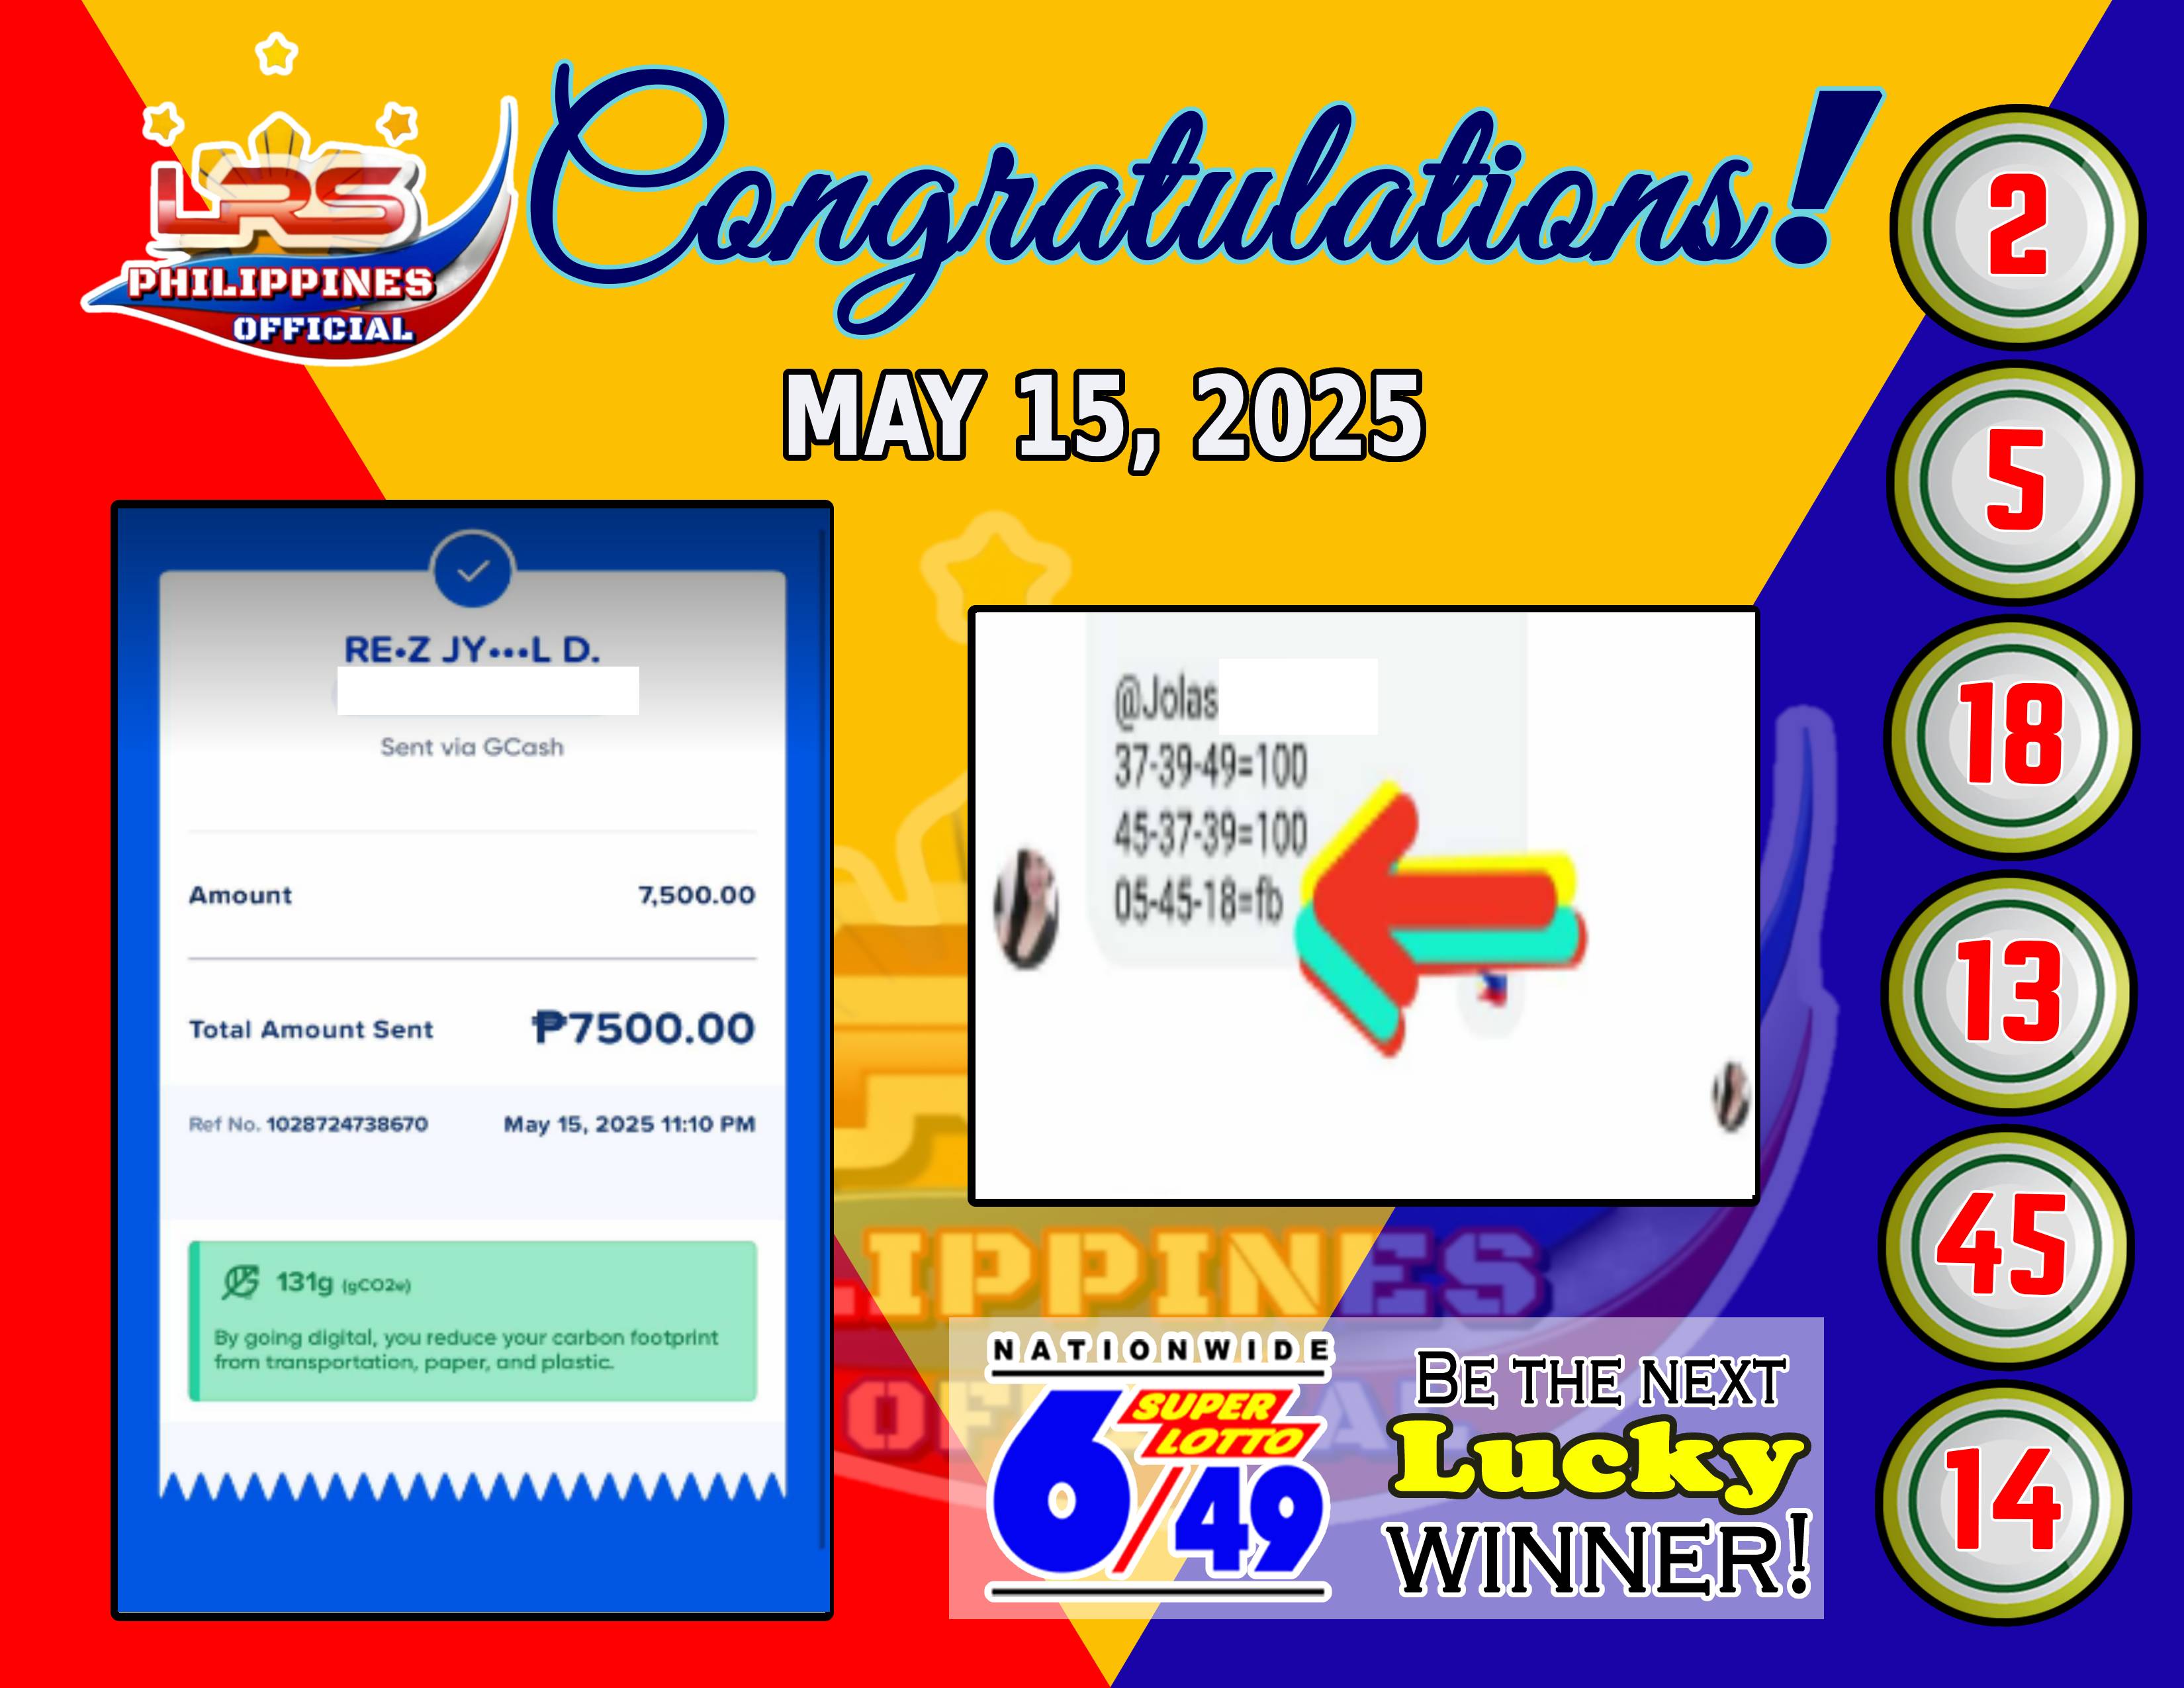 LRS
PHILIPPINES
OFFICIAL
Congratulations!
MAY 15, 2025
RE•Z JY•••L D.
Sent via GCash
Amount 7,500.00
Total Amount Sent ₱7500.00
Ref No. 1028724738670 May 15, 2025 11:10 PM
131g (gCO2e)
By going digital, you reduce your carbon footprint
from transportation, paper, and plastic.
@Jolas
37-39-49=100
45-37-39=100
05-45-18=fb
LIPPINES
NATIONWIDE
SUPER
LOTTO
6/49
BE THE NEXT
Lucky
WINNER!
2
5
18
13
45
14